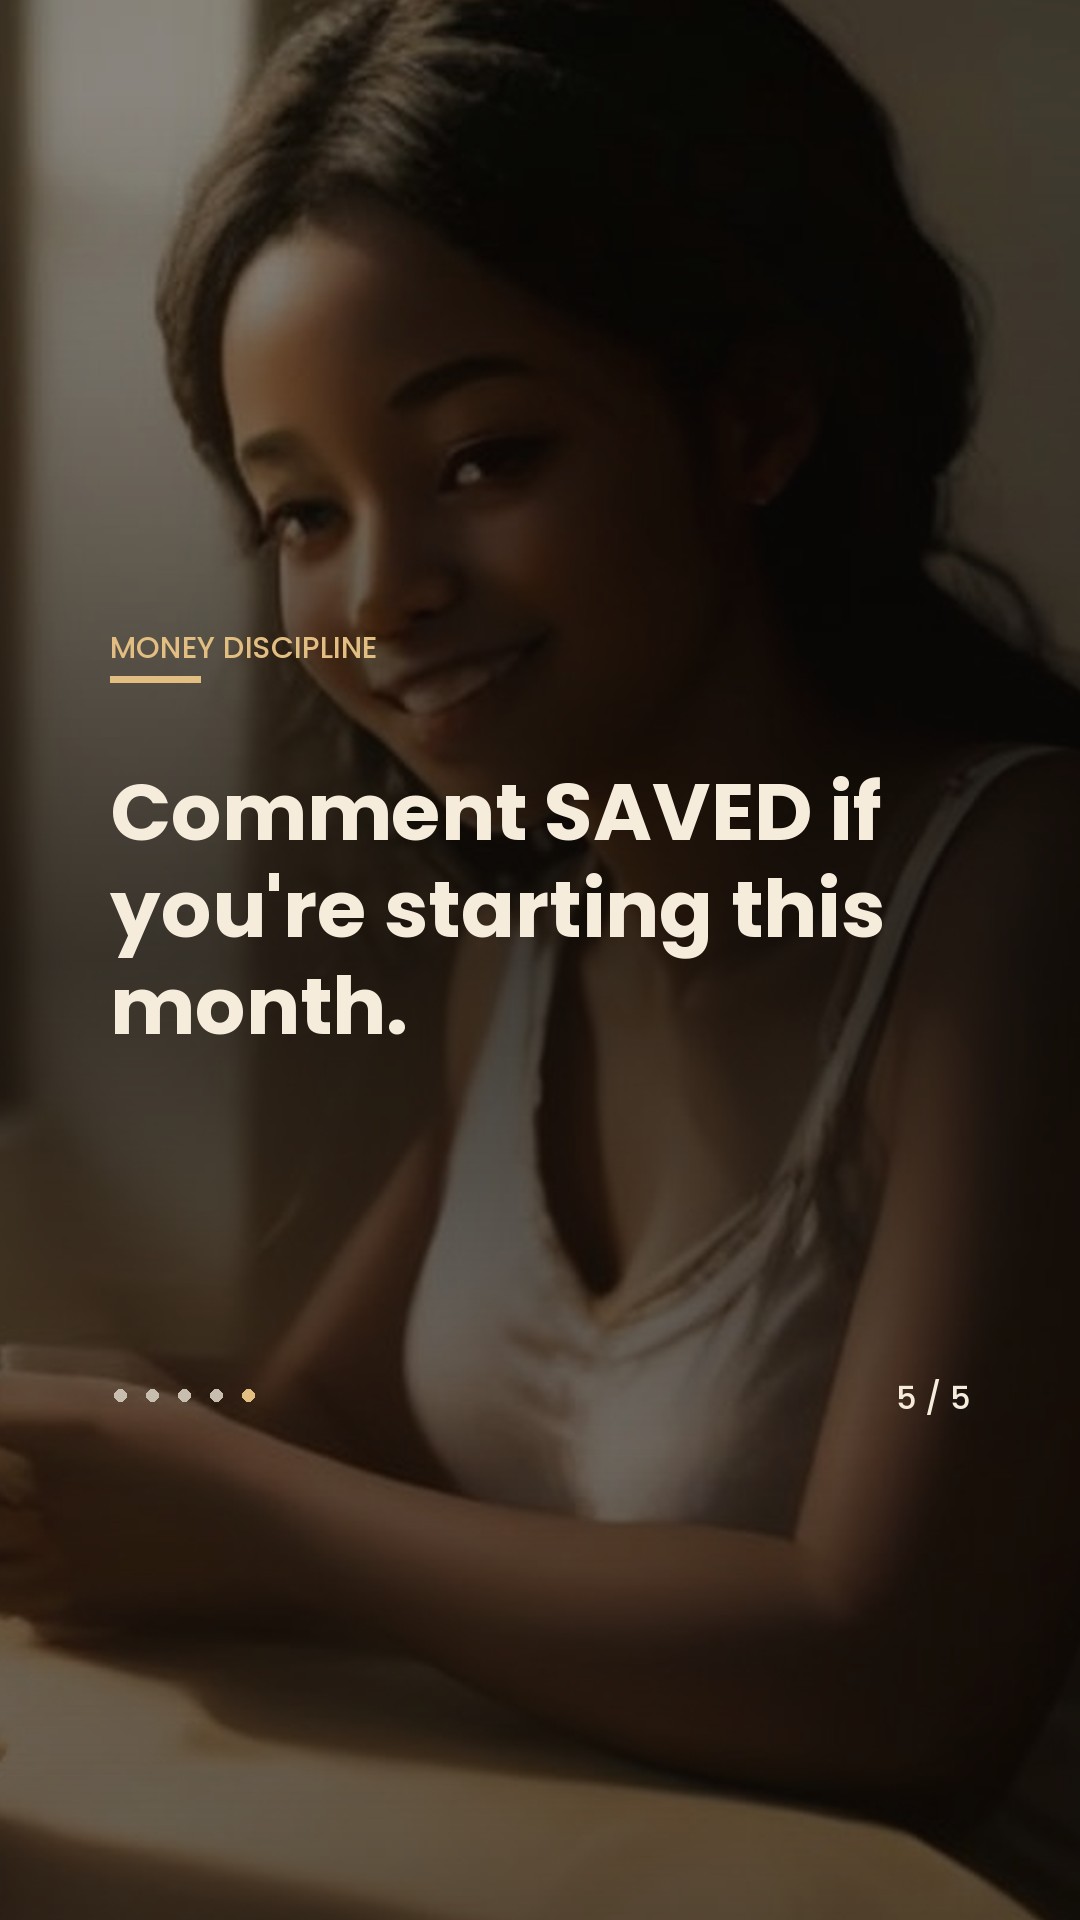 MONEY DISCIPLINE
Comment SAVED if
you're starting this
month.
5 / 5